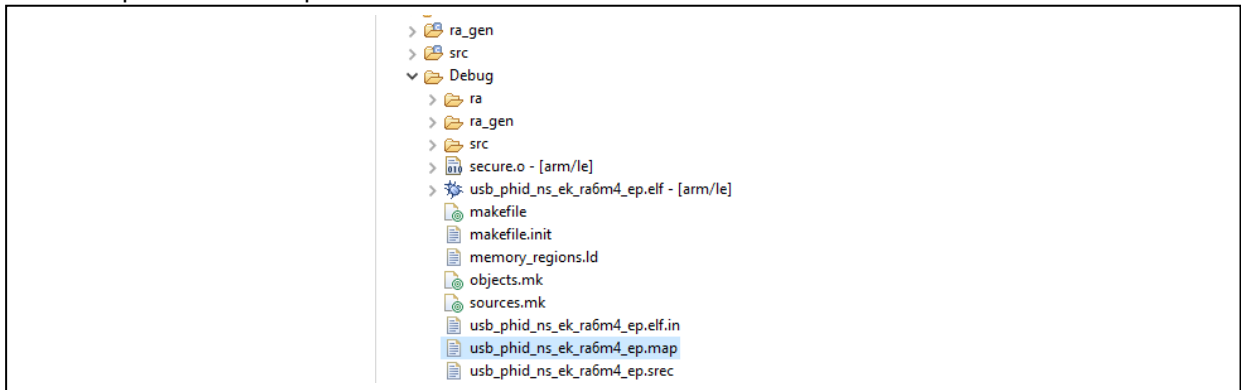 ra_gen
src
Debug
ra
ra_gen
src
secure.o - [arm/le]
usb_phid_ns_ek_ra6m4_ep.elf - [arm/le]
makefile
makefile.init
memory_regions.ld
objects.mk
sources.mk
usb_phid_ns_ek_ra6m4_ep.elf.in
usb_phid_ns_ek_ra6m4_ep.map
usb_phid_ns_ek_ra6m4_ep.srec